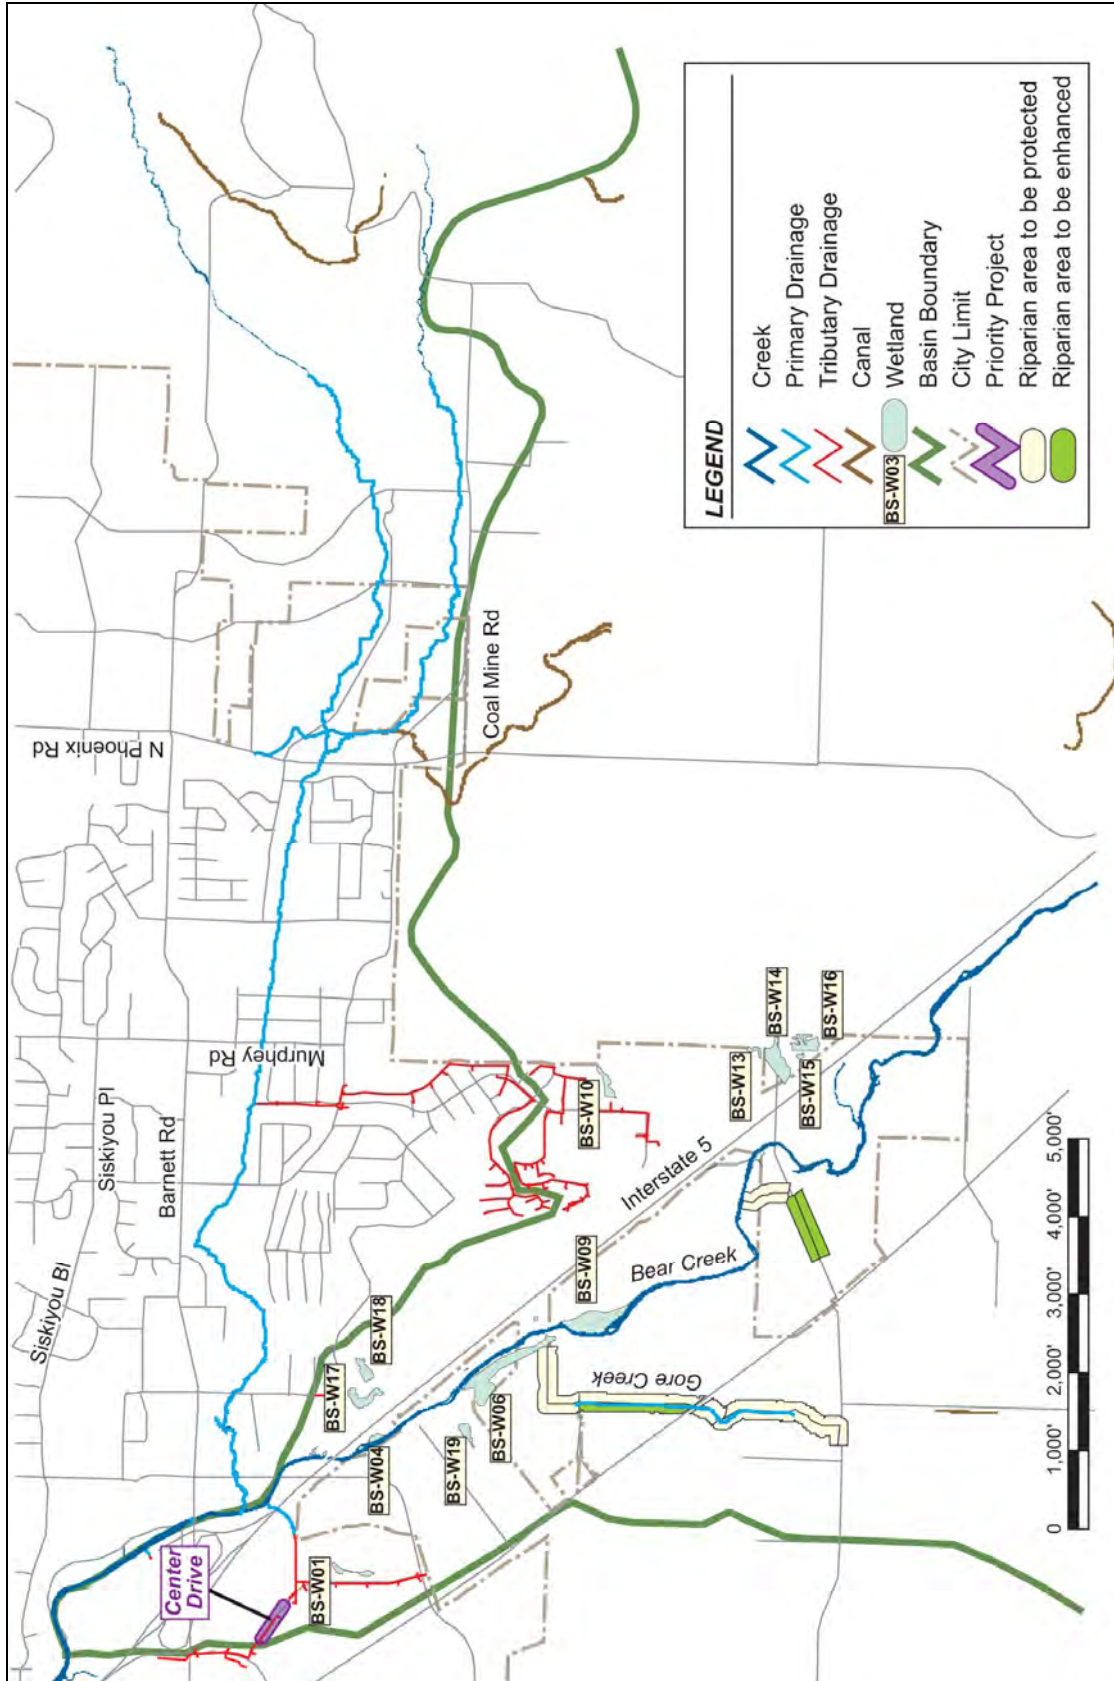 N Phoenix Rd
Siskiyou Bl
Siskiyou Pl
Barnett Rd
Murphey Rd
Coal Mine Rd
Center
Drive
BS-W01
BS-W17
BS-W18
BS-W04
BS-W19
BS-W06
BS-W09
BS-W10
BS-W13
BS-W14
BS-W15
BS-W16
Interstate 5
Bear Creek
Gore Creek
0
1,000'
2,000'
3,000'
4,000'
5,000'
LEGEND
Creek
Primary Drainage
Tributary Drainage
Canal
BS-W03
Wetland
Basin Boundary
City Limit
Priority Project
Riparian area to be protected
Riparian area to be enhanced